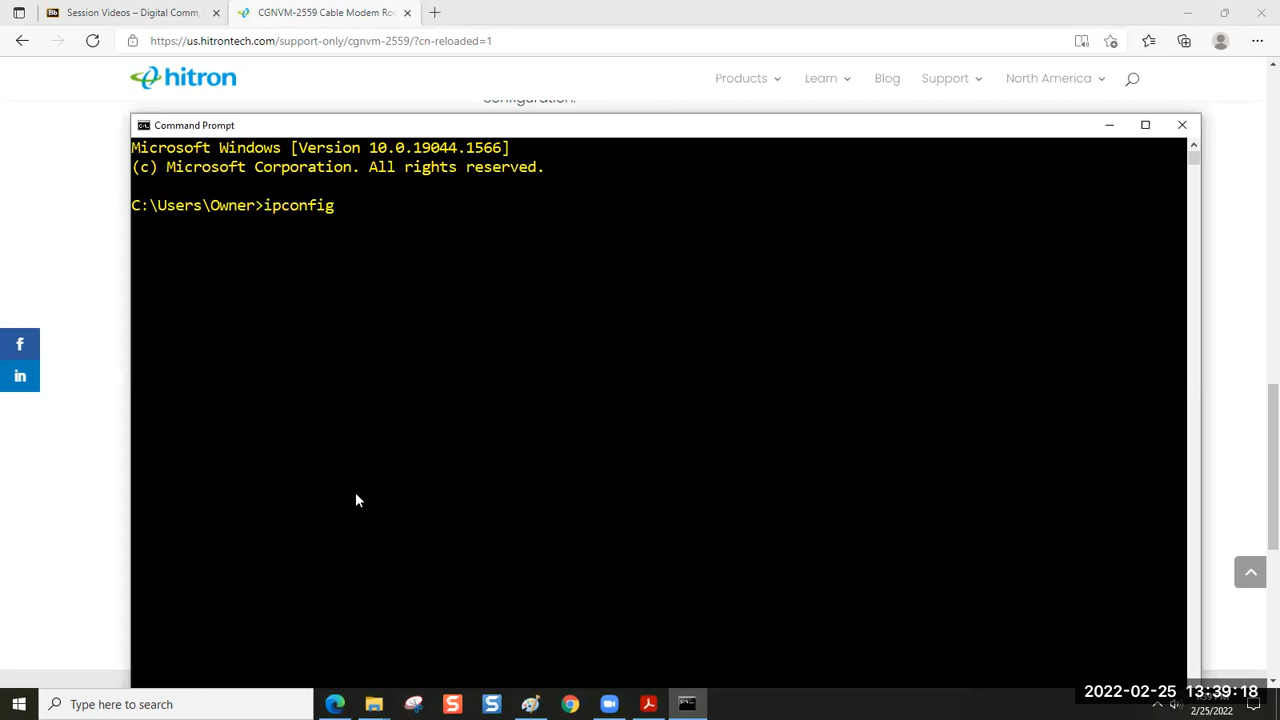 Session Videos – Digital Comm,
CGNVM-2559 Cable Modem Ro
https://us.hitrontech.com/support-only/cgnvm-2559/?cn-reloaded=1
hitron
Products
Learn
Blog
Support
North America
configuration.
Command Prompt
Microsoft Windows [Version 10.0.19044.1566]
(c) Microsoft Corporation. All rights reserved.
C:\Users\Owner>ipconfig
f
in
Type here to search
2022-02-25 13:39:18
2/25/2022